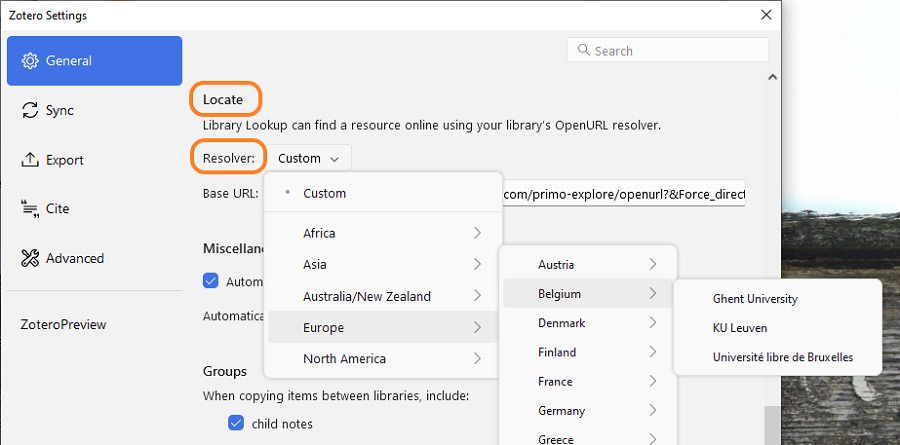 Zotero Settings
General
Search
Sync
Export
Cite
Advanced
ZoteroPreview
Locate
Library Lookup can find a resource online using your library's OpenURL resolver.
Resolver: Custom
Base URL: com/primo-explore/openurl?&Force_direct
Custom
Africa
Asia
Australia/New Zealand
Europe
North America
Austria
Belgium
Denmark
Finland
France
Germany
Greece
Ghent University
KU Leuven
Université libre de Bruxelles
Groups
When copying items between libraries, include:
child notes